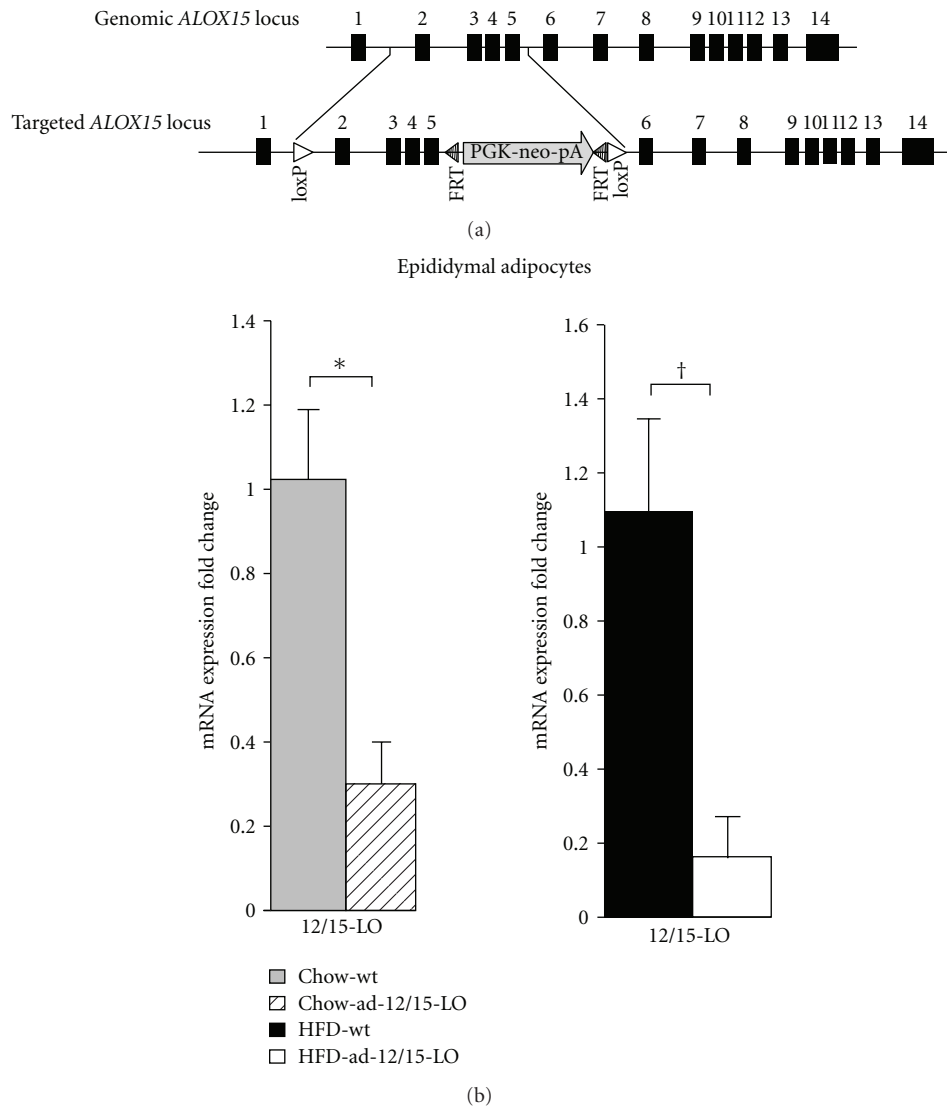 Genomic ALOX15 locus
1 2 3 4 5 6 7 8 9 10 11 12 13 14
Targeted ALOX15 locus
1 2 3 4 5 6 7 8 9 10 11 12 13 14
PGK-neo-pA
loxP
FRT
FRT
loxP
(a)
Epididymal adipocytes
mRNA expression fold change
1.4
1.2
1
0.8
0.6
0.4
0.2
0
*
12/15-LO
mRNA expression fold change
1.6
1.4
1.2
1
0.8
0.6
0.4
0.2
0
†
12/15-LO
Chow-wt
Chow-ad-12/15-LO
HFD-wt
HFD-ad-12/15-LO
(b)